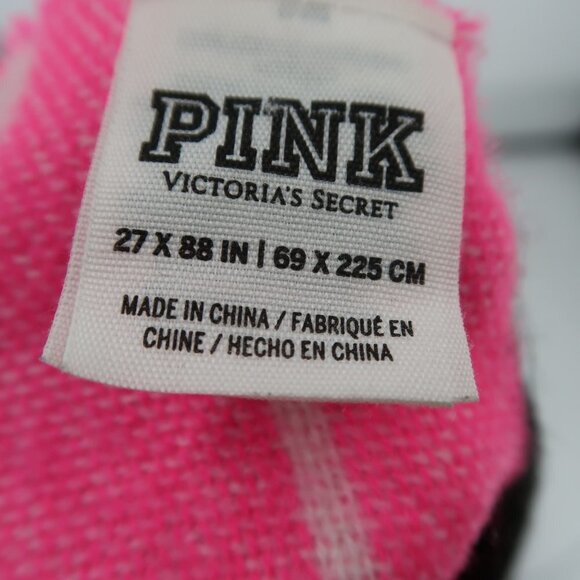 PINK
VICTORIA'S SECRET
27 X 88 IN | 69 X 225 CM
MADE IN CHINA / FABRIQUÉ EN
CHINE / HECHO EN CHINA